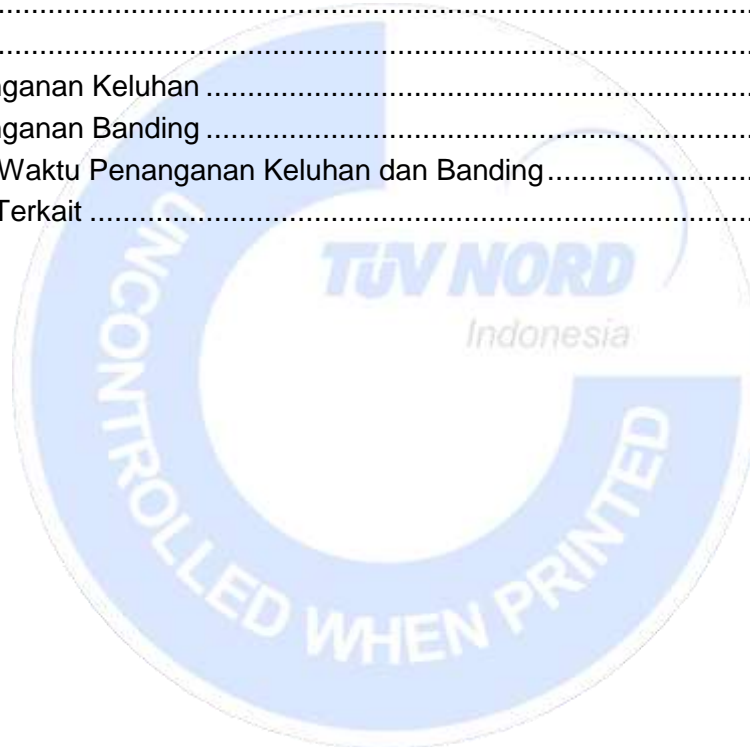 ........................................................................................................
........................................................................................................
nganan Keluhan ................................................................................
nganan Banding ................................................................................
Waktu Penanganan Keluhan dan Banding .............................
Terkait ................................................................................................
TÜV NORD
Indonesia
UNCONTROLLED WHEN PRINTED